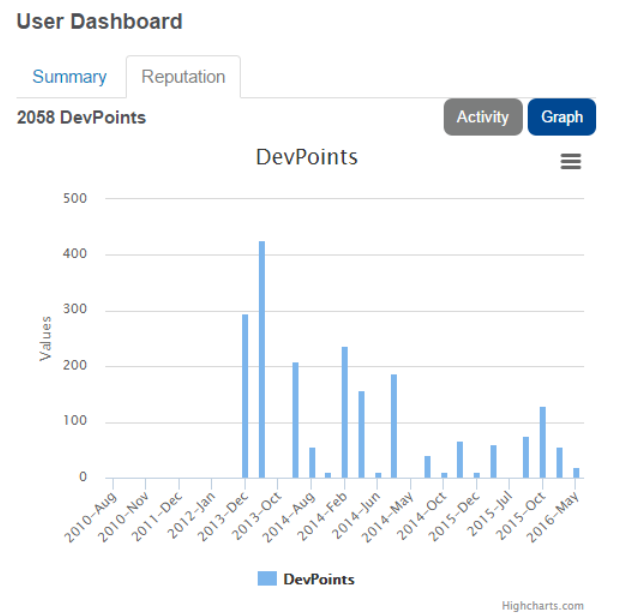 User Dashboard
Summary
Reputation
2058 DevPoints
Activity
Graph
DevPoints
500
400
300
200
100
0
Values
2010-Aug
2010-Nov
2011-Dec
2012-Jan
2013-Dec
2013-Oct
2014-Aug
2014-Feb
2014-Jun
2014-May
2014-Oct
2015-Dec
2015-Jul
2015-Oct
2016-May
DevPoints
Highcharts.com